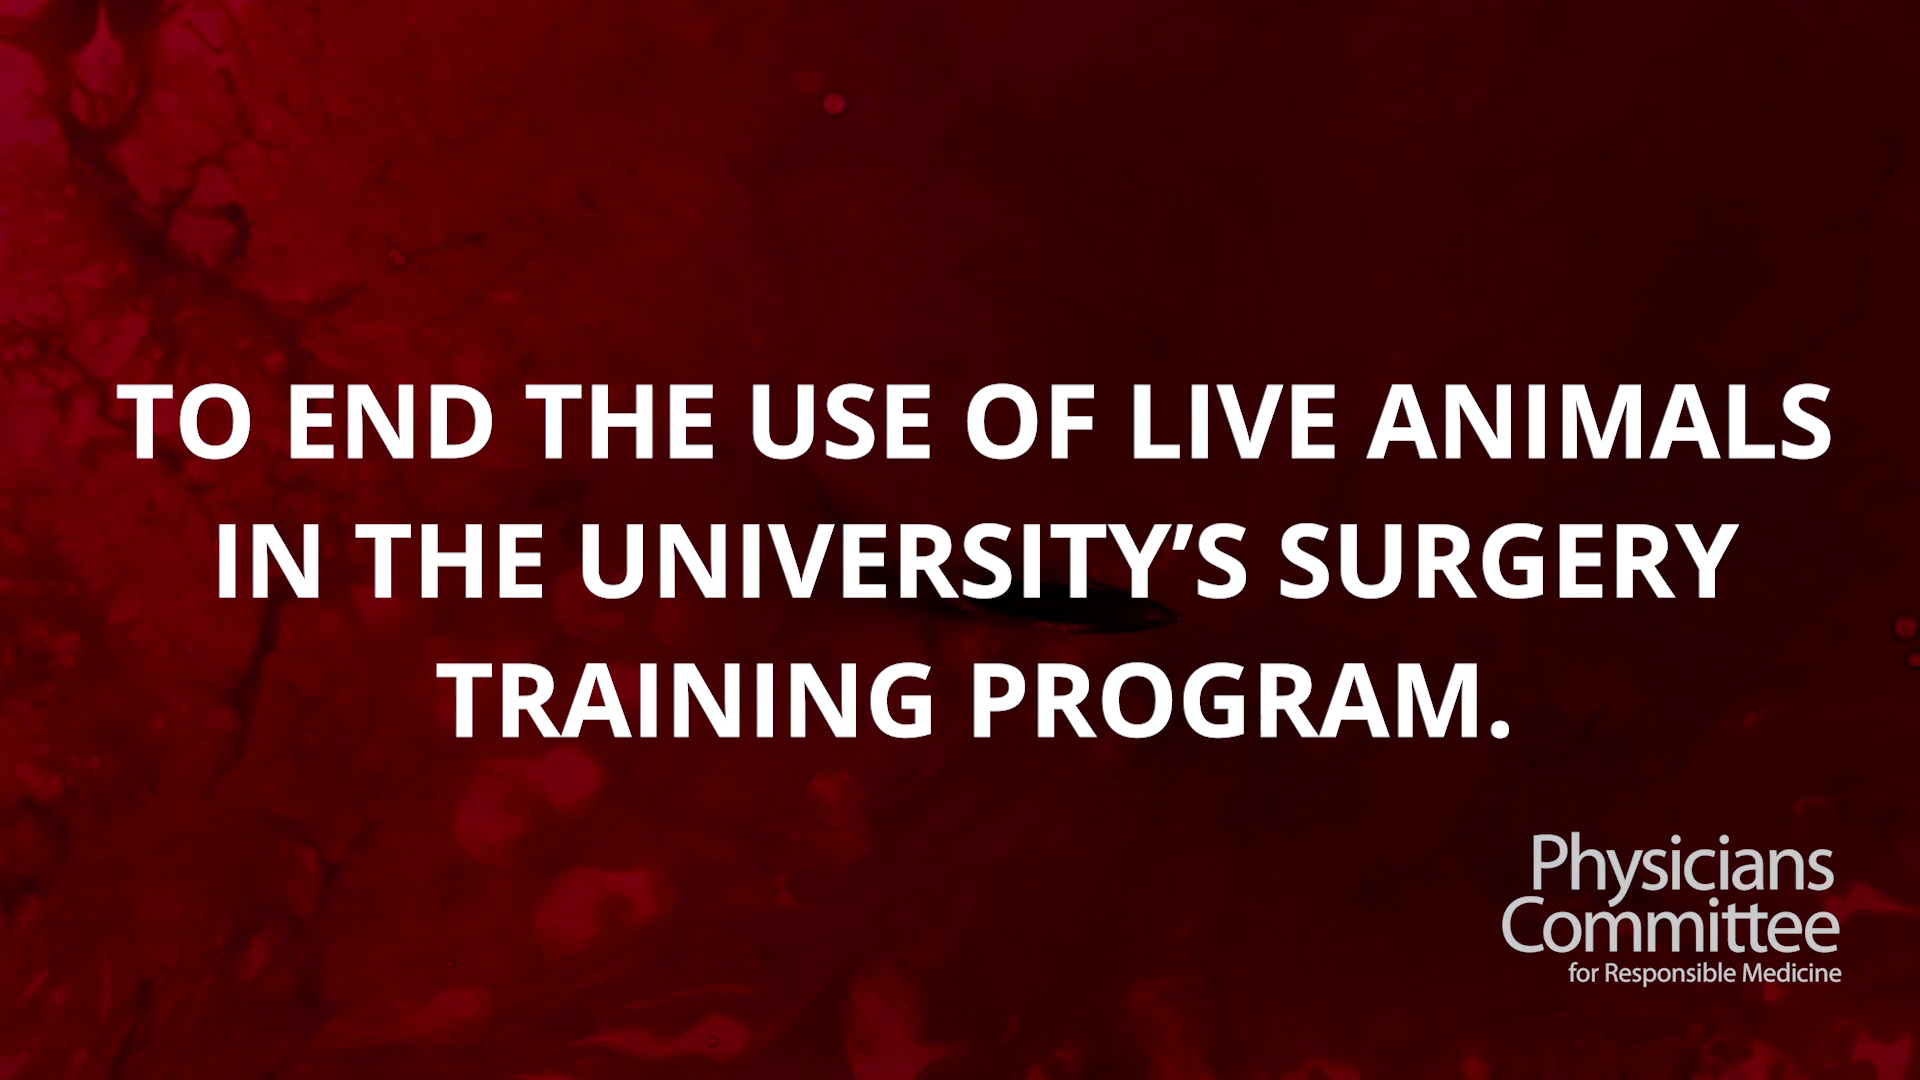 TO END THE USE OF LIVE ANIMALS
IN THE UNIVERSITY’S SURGERY
TRAINING PROGRAM.
Physicians
Committee
for Responsible Medicine